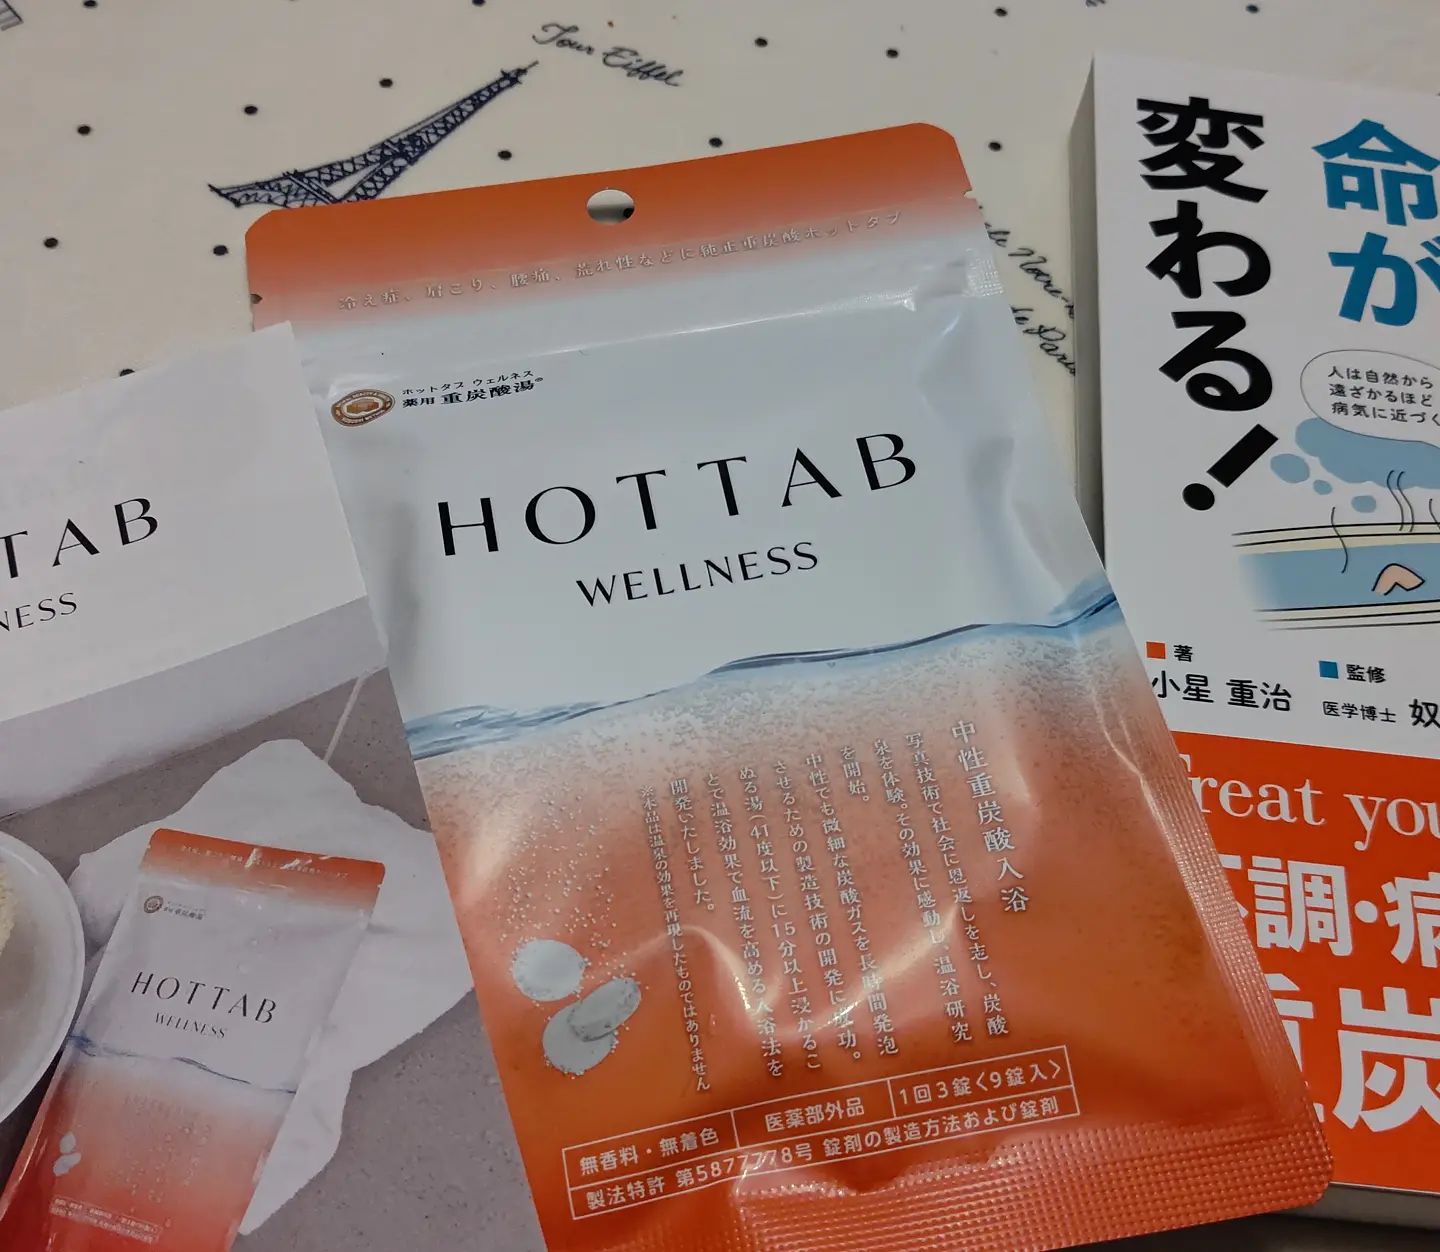 Tour Eiffel
冷え症、肩こり、腰痛、荒れ性などに純正重炭酸ホットタブ
ホットタブ ウェルネス
薬用 重炭酸湯®
HOT TAB
WELLNESS
中性重炭酸入浴
写真技術で社会に恩返しを志し、炭酸
泉を体験。その効果に感動し、温浴研究
を開始。
中性でも微細な炭酸ガスを長時間発泡
させるための製造技術の開発に成功。
ぬる湯(41度以下)に15分以上浸かるこ
とで温浴効果で血流を高める入浴法を
開発いたしました。
※本品は温泉の効果を再現したものではありません
無香料・無着色
医薬部外品
1回3錠〈9錠入〉
製法特許 第5877778号 錠剤の製造方法および錠剤
TAB
NESS
HOT TAB
WELLNESS
de Paris
命が
変わる!
人は自然から
遠ざかるほど
病気に近づく
著
小星 重治
監修
医学博士 奴
Treat you
調・病
重炭